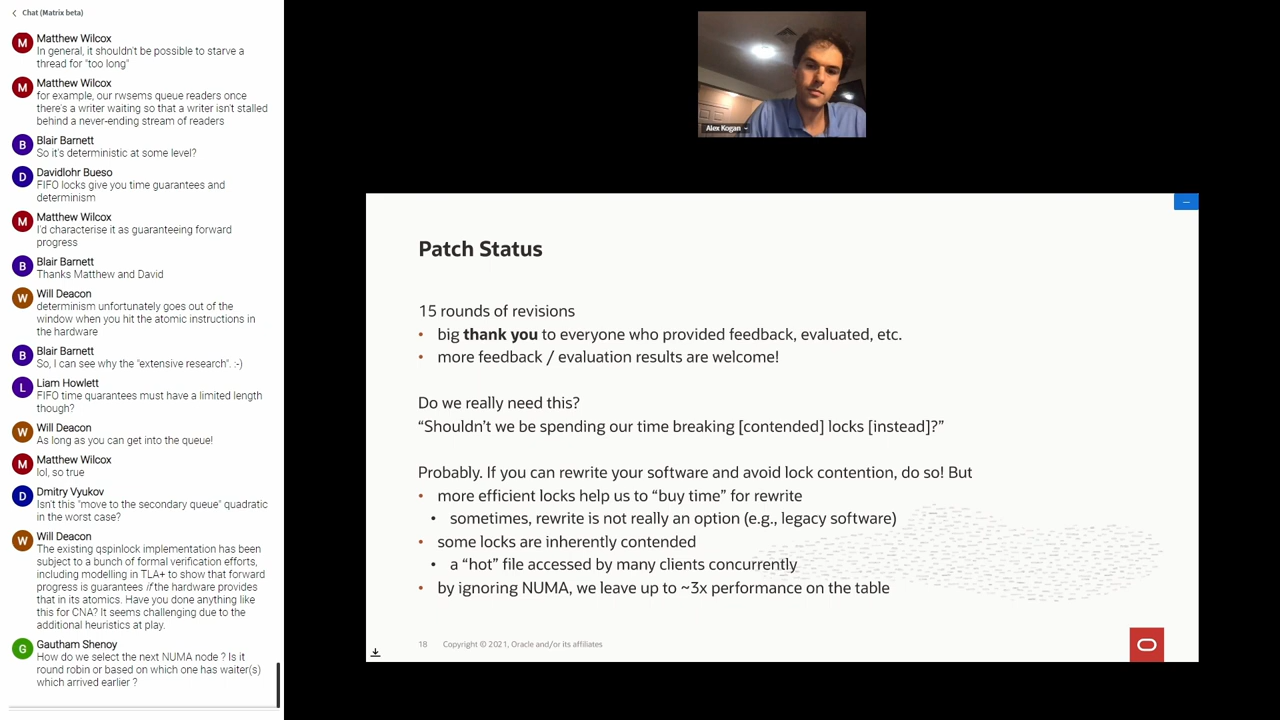 Chat (Matrix beta)
M
Matthew Wilcox
In general, it shouldn't be possible to starve a
thread for "too long"
M
Matthew Wilcox
for example, our rwsems queue readers once
there's a writer waiting so that a writer isn't stalled
behind a never-ending stream of readers
B
Blair Barnett
So it's deterministic at some level?
D
Davidlohr Bueso
FIFO locks give you time guarantees and
determinism
M
Matthew Wilcox
I'd characterise it as guaranteeing forward
progress
B
Blair Barnett
Thanks Matthew and David
W
Will Deacon
determinism unfortunately goes out of the
window when you hit the atomic instructions in
the hardware
B
Blair Barnett
So, I can see why the "extensive research". :-)
L
Liam Howlett
FIFO time quarantees must have a limited length
though?
W
Will Deacon
As long as you can get into the queue!
M
Matthew Wilcox
lol, so true
D
Dmitry Vyukov
Isn't this "move to the secondary queue" quadratic
in the worst case?
W
Will Deacon
The existing qspinlock implementation has been
subject to a bunch of formal verification efforts,
including modelling in TLA+ to show that forward
progress is guarantees if the hardware provides
that in its atomics. Have you done anything like
this for CNA? It seems challenging due to the
additional heuristics at play.
G
Gautham Shenoy
How do we select the next NUMA node ? Is it
round robin or based on which one has waiter(s)
which arrived earlier ?
Alex Kogan
Patch Status
15 rounds of revisions
• big thank you to everyone who provided feedback, evaluated, etc.
• more feedback / evaluation results are welcome!
Do we really need this?
“Shouldn’t we be spending our time breaking [contended] locks [instead]?”
Probably. If you can rewrite your software and avoid lock contention, do so! But
• more efficient locks help us to “buy time” for rewrite
• sometimes, rewrite is not really an option (e.g., legacy software)
• some locks are inherently contended
• a “hot” file accessed by many clients concurrently
• by ignoring NUMA, we leave up to ~3x performance on the table
18 Copyright © 2021, Oracle and/or its affiliates